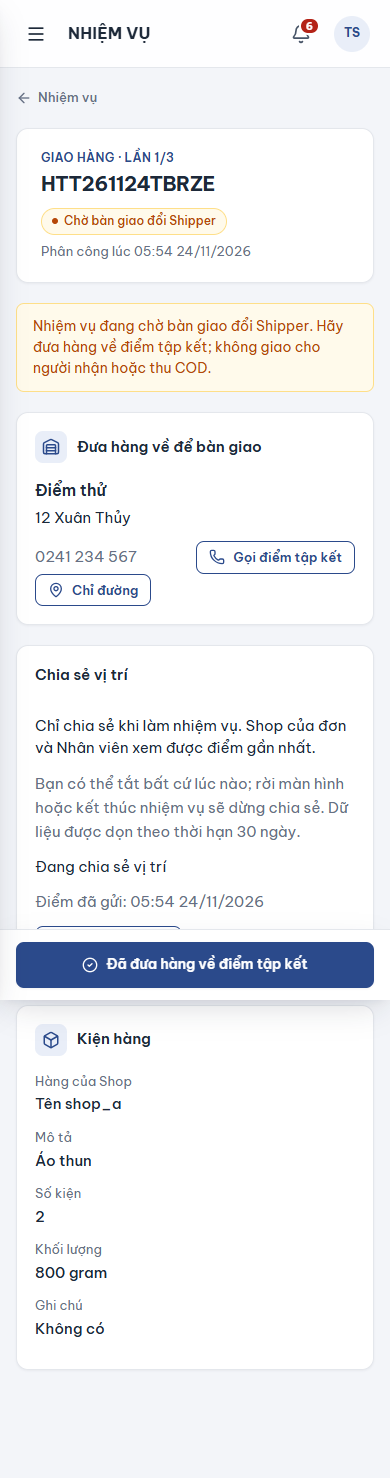 NHIỆM VỤ
6
TS
Nhiệm vụ
GIAO HÀNG · LẦN 1/3
HTT261124TBRZE
Chờ bàn giao đổi Shipper
Phân công lúc 05:54 24/11/2026
Nhiệm vụ đang chờ bàn giao đổi Shipper. Hãy
đưa hàng về điểm tập kết; không giao cho
người nhận hoặc thu COD.
Đưa hàng về để bàn giao
Điểm thử
12 Xuân Thủy
0241 234 567
Gọi điểm tập kết
Chỉ đường
Chia sẻ vị trí
Chỉ chia sẻ khi làm nhiệm vụ. Shop của đơn
và Nhân viên xem được điểm gần nhất.
Bạn có thể tắt bất cứ lúc nào; rời màn hình
hoặc kết thúc nhiệm vụ sẽ dừng chia sẻ. Dữ
liệu được dọn theo thời hạn 30 ngày.
Đang chia sẻ vị trí
Điểm đã gửi: 05:54 24/11/2026
Đã đưa hàng về điểm tập kết
Kiện hàng
Hàng của Shop
Tên shop_a
Mô tả
Áo thun
Số kiện
2
Khối lượng
800 gram
Ghi chú
Không có